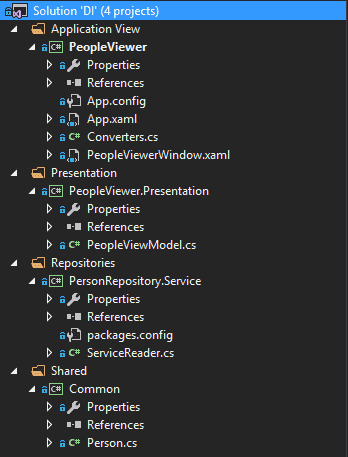 Solution 'DI' (4 projects)
Application View
C# PeopleViewer
Properties
References
App.config
App.xaml
C# Converters.cs
PeopleViewerWindow.xaml
Presentation
C# PeopleViewer.Presentation
Properties
References
C# PeopleViewModel.cs
Repositories
C# PersonRepository.Service
Properties
References
packages.config
C# ServiceReader.cs
Shared
C# Common
Properties
References
C# Person.cs